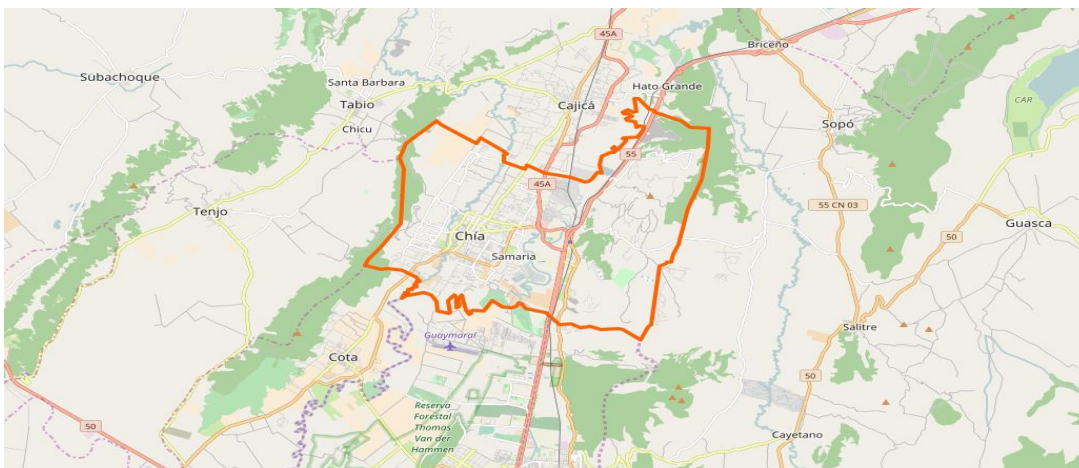 45A
Briceño
Subachoque
Santa Barbara
Hato Grande
Tabio
Cajicá
CAR
Chicu
Sopó
55
45A
Tenjo
55 CN 03
Guasca
Chía
50
Samaria
Guaymaral
Salitre
Cota
50
Reserva
Forestal
Thomas
Van der
Hammen
50
Cayetano